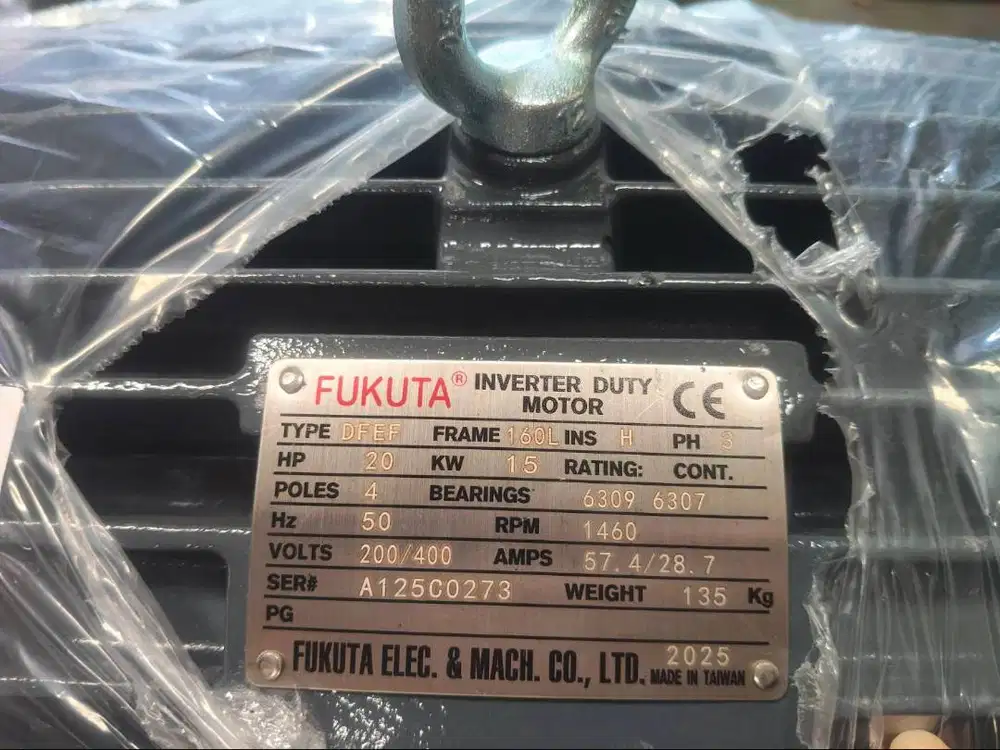 FUKUTA® INVERTER DUTY MOTOR CE
TYPE DFEF FRAME 160L INS H PH 3
HP 20 KW 15 RATING: CONT.
POLES 4 BEARINGS 6309 6307
Hz 50 RPM 1460
VOLTS 200/400 AMPS 57.4/28.7
SER# A125C0273 WEIGHT 135 Kg
PG
FUKUTA ELEC. & MACH. CO., LTD. 2025 MADE IN TAIWAN